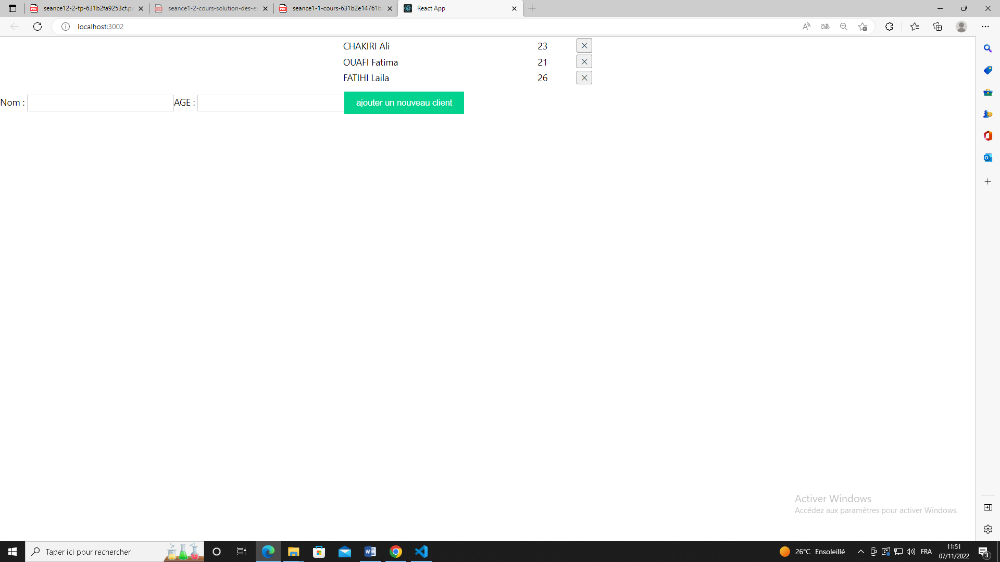 seance12-2-tp-631b2fa9253cf.pd
seance1-2-cours-solution-des-ex
seance1-1-cours-631b2e14761b
React App
localhost:3002
CHAKIRI Ali 23
OUAFI Fatima 21
FATIHI Laila 26
Nom : AGE : ajouter un nouveau client
Activer Windows
Accédez aux paramètres pour activer Windows.
Taper ici pour rechercher
26°C Ensoleillé
FRA
11:51
07/11/2022
3